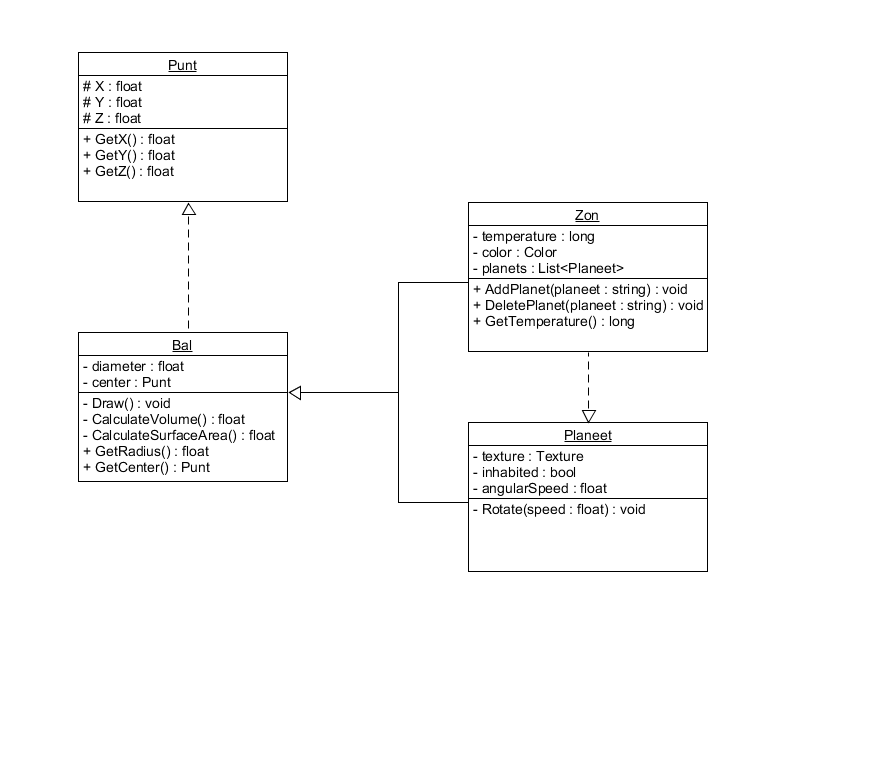 Punt
# X : float
# Y : float
# Z : float
+ GetX() : float
+ GetY() : float
+ GetZ() : float
Zon
- temperature : long
- color : Color
- planets : List<Planeet>
+ AddPlanet(planeet : string) : void
+ DeletePlanet(planeet : string) : void
+ GetTemperature() : long
Bal
- diameter : float
- center : Punt
- Draw() : void
- CalculateVolume() : float
- CalculateSurfaceArea() : float
+ GetRadius() : float
+ GetCenter() : Punt
Planeet
- texture : Texture
- inhabited : bool
- angularSpeed : float
- Rotate(speed : float) : void